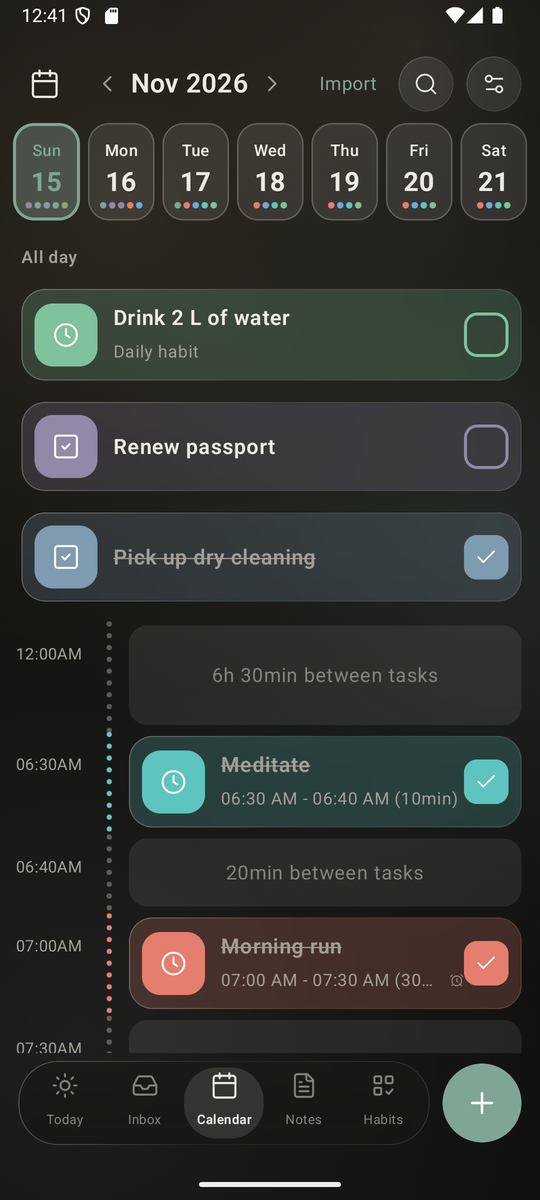 12:41
Nov 2026
Import
Sun
15
Mon
16
Tue
17
Wed
18
Thu
19
Fri
20
Sat
21
All day
Drink 2 L of water
Daily habit
Renew passport
Pick up dry cleaning
12:00AM
6h 30min between tasks
06:30AM
Meditate
06:30 AM - 06:40 AM (10min)
06:40AM
20min between tasks
07:00AM
Morning run
07:00 AM - 07:30 AM (30...
07:30AM
Today
Inbox
Calendar
Notes
Habits